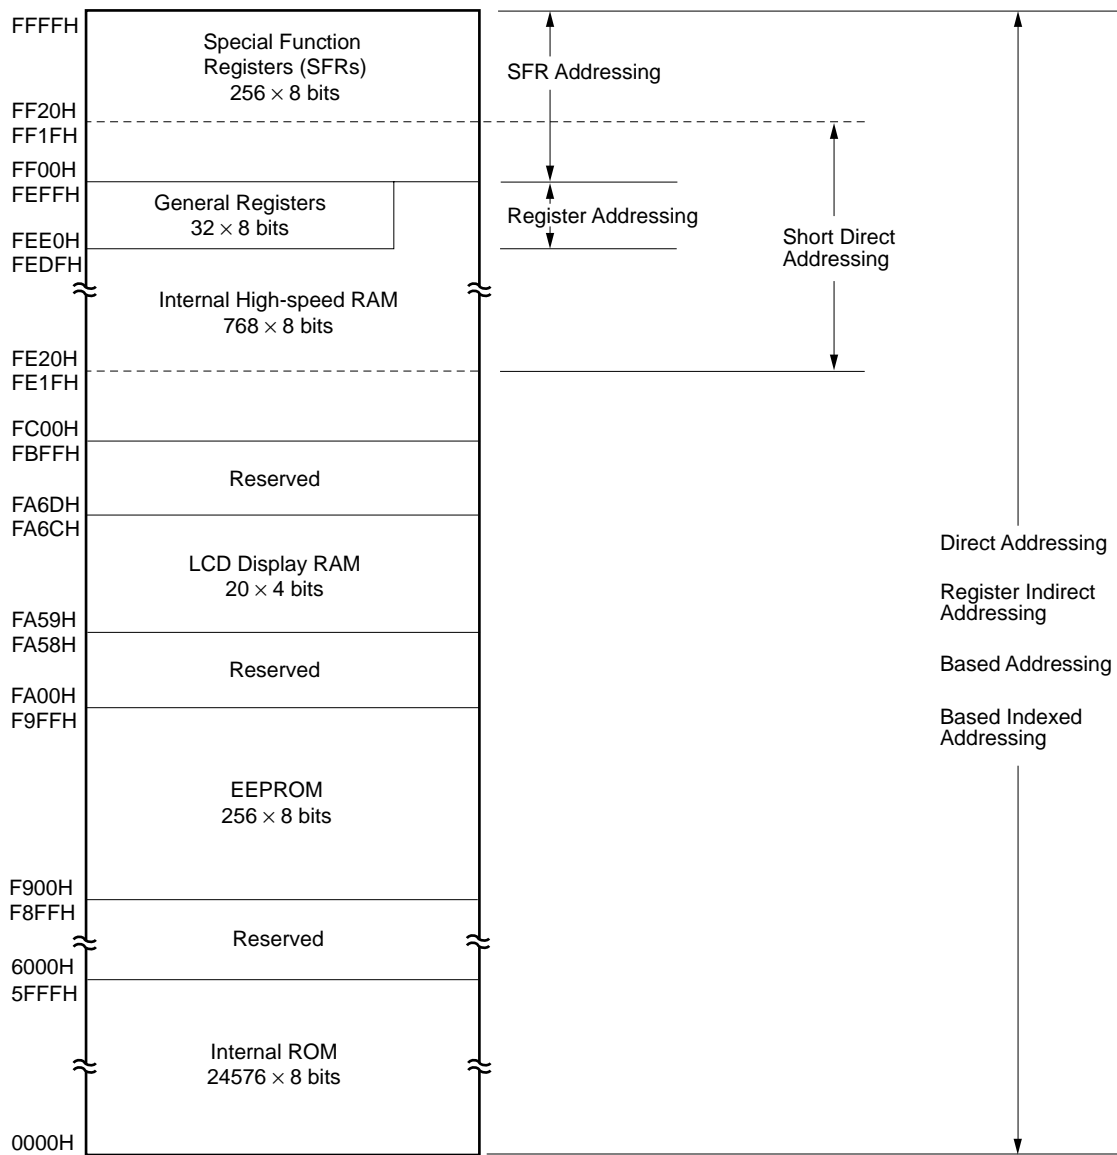 FFFFH
Special Function
Registers (SFRs)
256 × 8 bits
SFR Addressing
FF20H
FF1FH
FF00H
FEFFH
General Registers
32 × 8 bits
Register Addressing
Short Direct
Addressing
FEE0H
FEDFH
Internal High-speed RAM
768 × 8 bits
FE20H
FE1FH
FC00H
FBFFH
Reserved
FA6DH
FA6CH
LCD Display RAM
20 × 4 bits
Direct Addressing
Register Indirect
Addressing
Based Addressing
Based Indexed
Addressing
FA59H
FA58H
Reserved
FA00H
F9FFH
EEPROM
256 × 8 bits
F900H
F8FFH
Reserved
6000H
5FFFH
Internal ROM
24576 × 8 bits
0000H